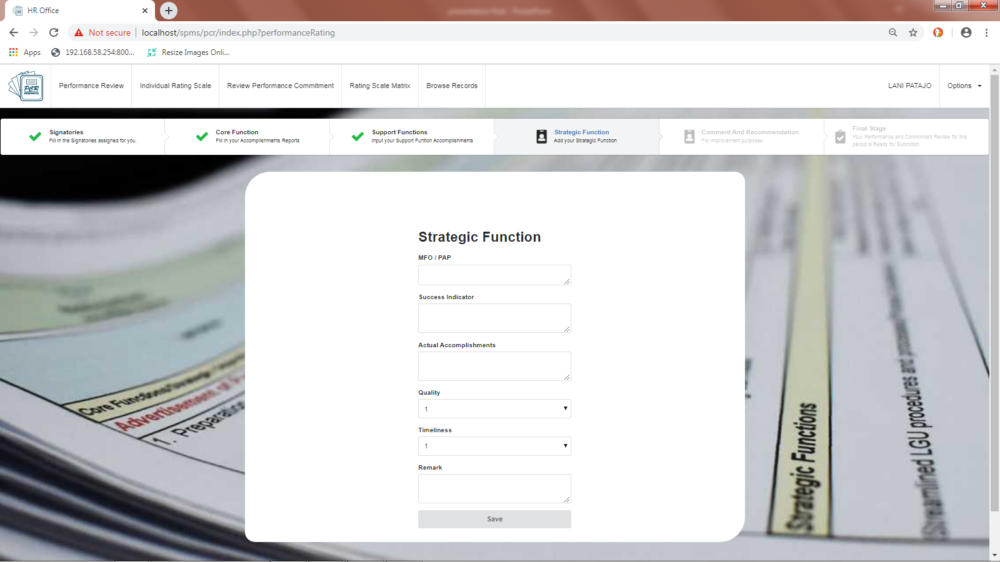 HR Office
presentation final - PowerPoint
Not secure
localhost/spms/pcr/index.php?performanceRating
Apps
192.168.58.254:800...
Resize Images Onli...
PCR
HRMO
Performance Review
Individual Rating Scale
Review Performance Commitment
Rating Scale Matrix
Browse Records
LANI PATAJO
Options
Signatories
Fill in the Signatories assigned for you.
Core Function
Fill in your Accomplishments Reports
Support Functions
Input your Support Funtion Accomplishments
Strategic Function
Add your Strategic Function
Comment And Recommendation
For improvement purposes
Final Stage
Your Performance and Commiment Review for this
period is Ready for Submition
Strategic Function
MFO / PAP
Success Indicator
Actual Accomplishments
Quality
1
Timeliness
1
Remark
Save
Core Functions/
Advertisement of
1. Preparation
Strategic Functions
Streamlined LGU procedures and